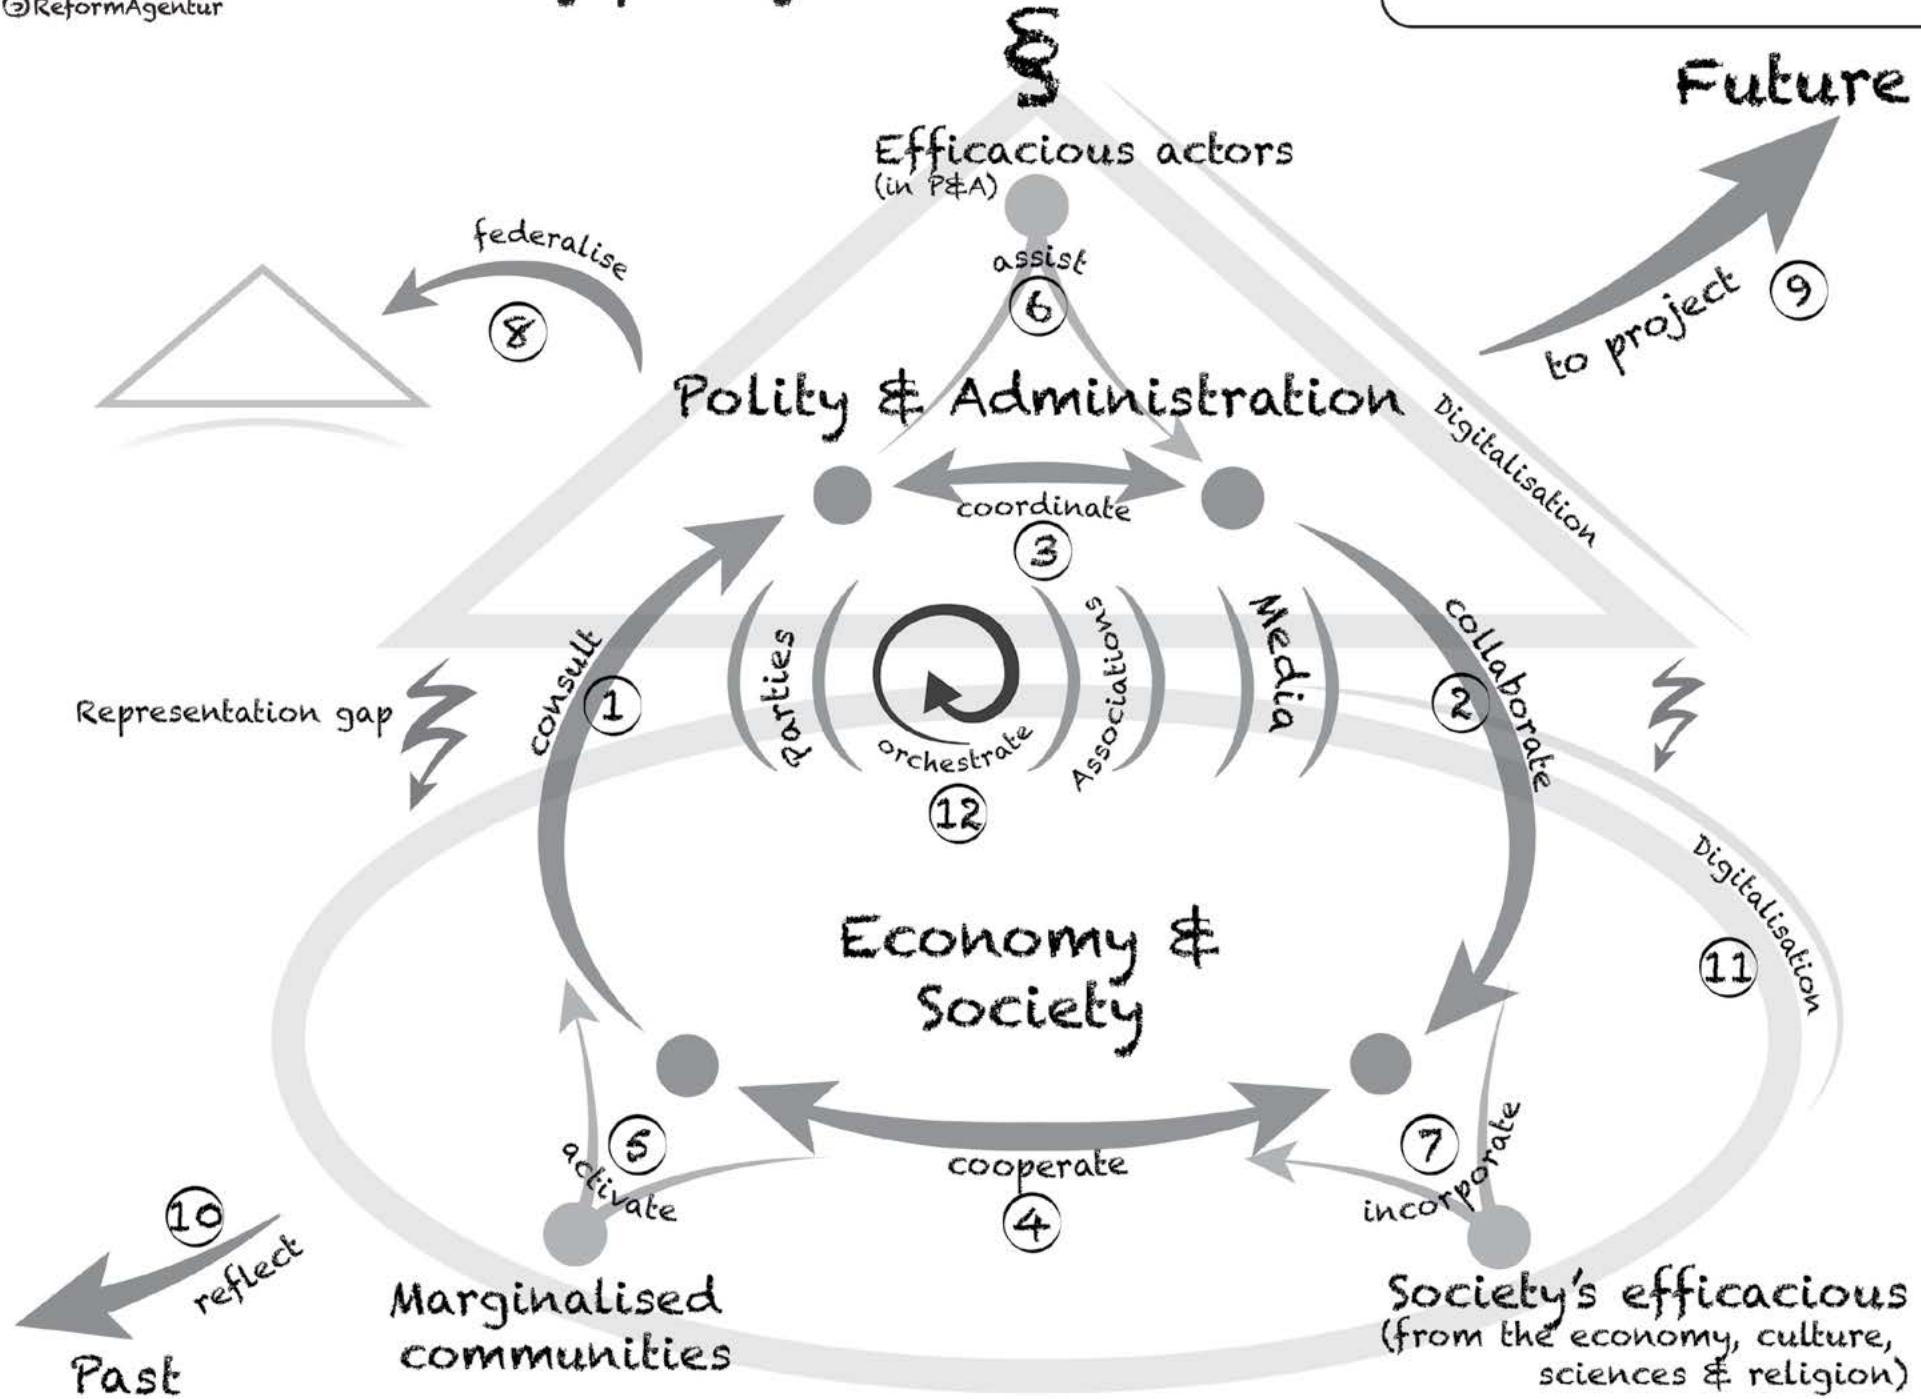 ReformAgentur
§
Future
Efficacious actors
(in P&A)
federalise
assist
6
8
9
to project
Polity & Administration
Digitalisation
coordinate
3
consult
1
Parties
Associations
Media
collaborate
2
Representation gap
orchestrate
12
Digitalisation
11
Economy &
Society
5
activate
cooperate
4
7
incorporate
10
reflect
Past
Marginalised
communities
Society's efficacious
(from the economy, culture,
sciences & religion)